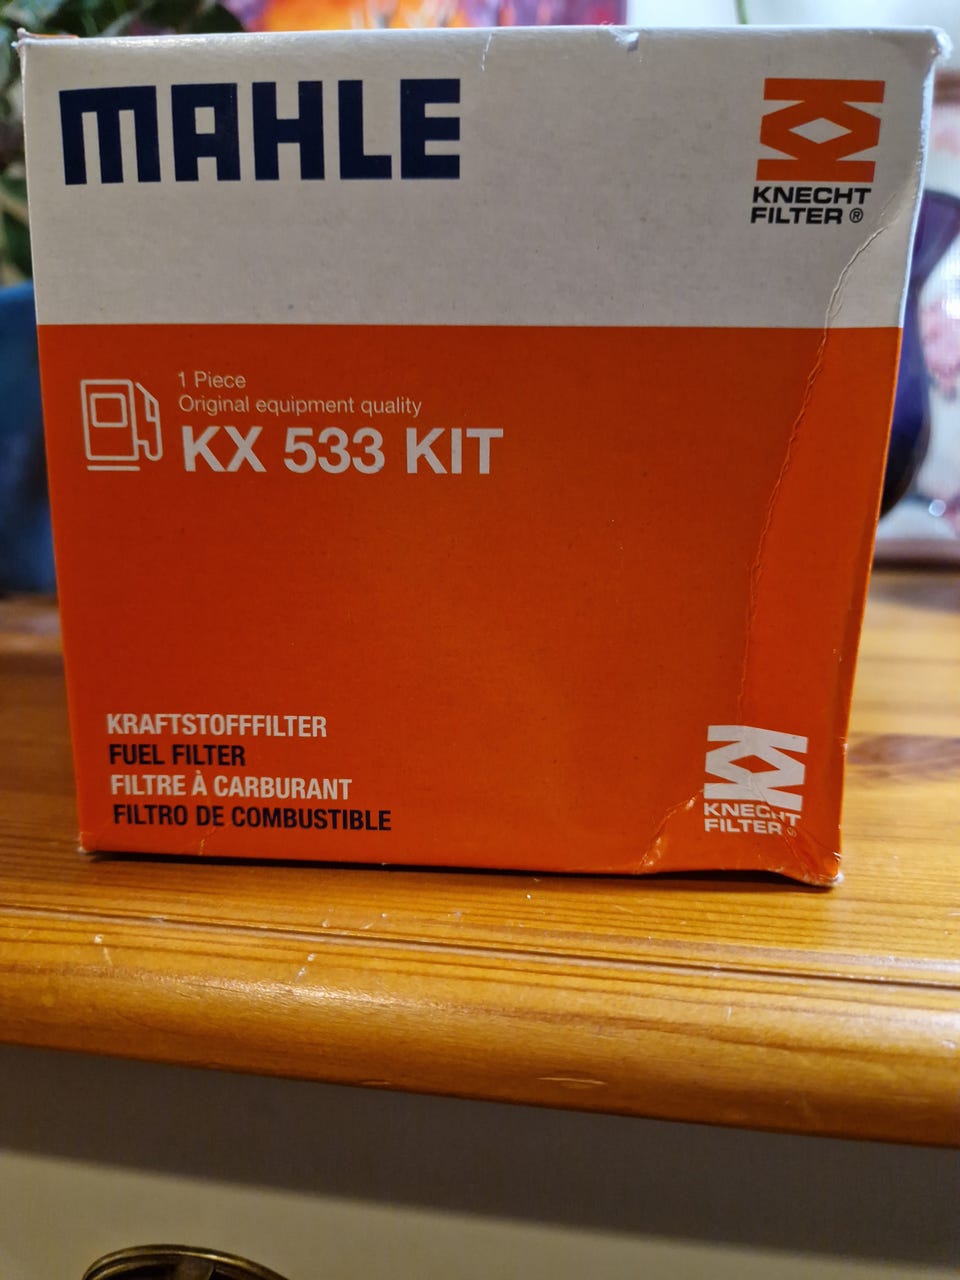 MAHLE
KNECHT
FILTER ®
1 Piece
Original equipment quality
KX 533 KIT
KRAFTSTOFFFILTER
FUEL FILTER
FILTRE À CARBURANT
FILTRO DE COMBUSTIBLE
KNECHT
FILTER ®